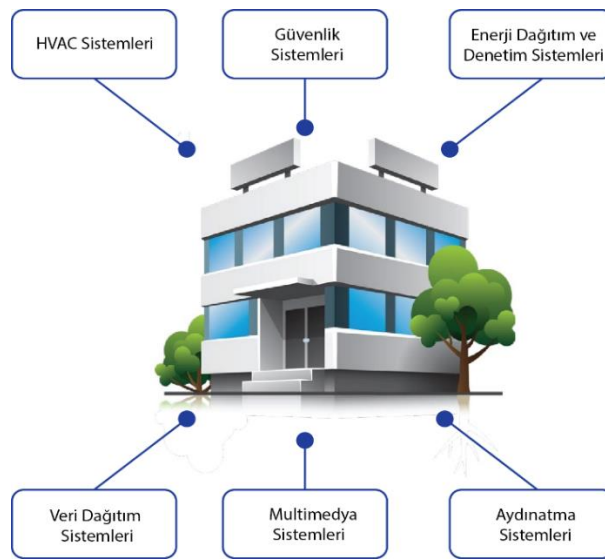 HVAC Sistemleri
Güvenlik
Sistemleri
Enerji Dağıtım ve
Denetim Sistemleri
Veri Dağıtım
Sistemleri
Multimedya
Sistemleri
Aydınatma
Sistemleri